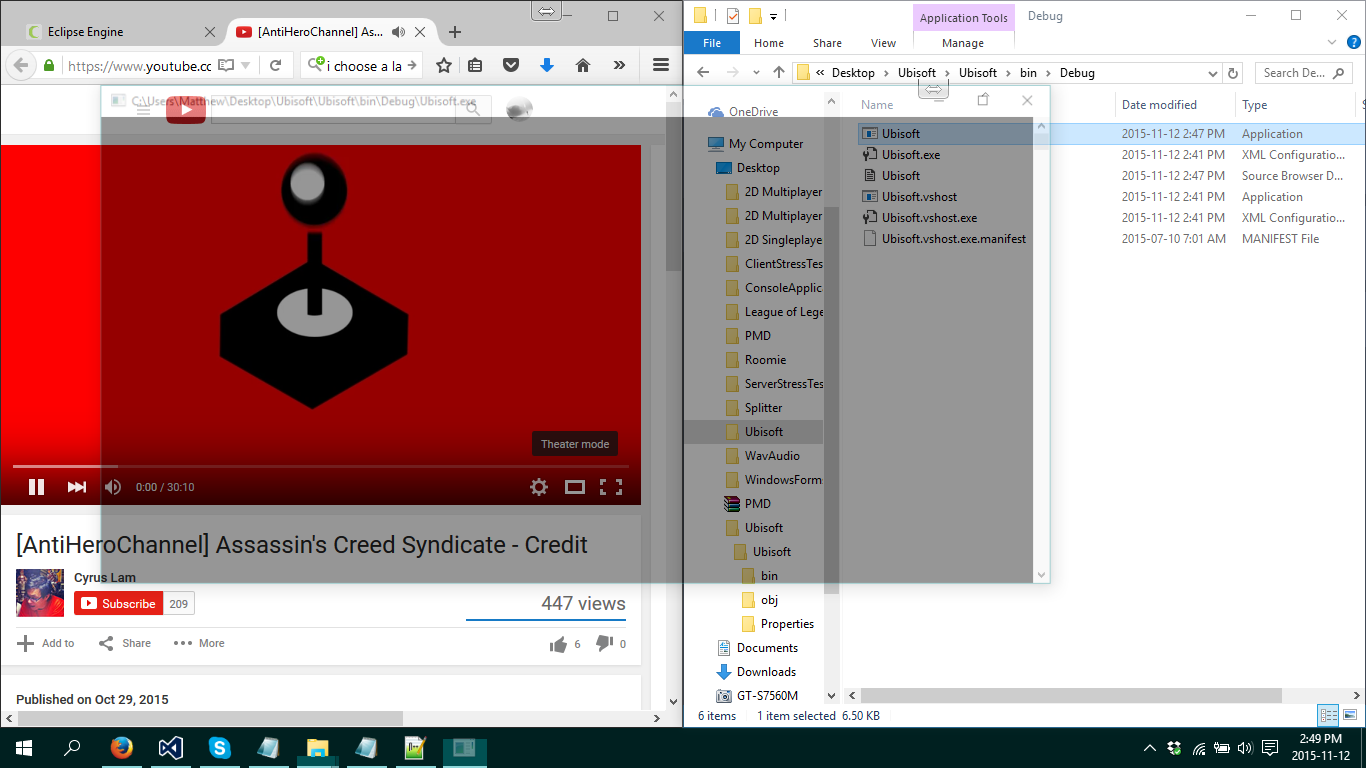 Eclipse Engine
[AntiHeroChannel] As...
https://www.youtube.cc
i choose a la
C:\Users\Matthew\Desktop\Ubisoft\Ubisoft\bin\Debug\Ubisoft.exe
Theater mode
0:00 / 30:10
[AntiHeroChannel] Assassin's Creed Syndicate - Credit
Cyrus Lam
Subscribe 209
447 views
Add to Share More 6 0
Published on Oct 29, 2015
Application Tools Debug
File Home Share View Manage
« Desktop > Ubisoft > Ubisoft > bin > Debug
Search De...
OneDrive
My Computer
Desktop
2D Multiplayer
2D Multiplayer
2D Singleplaye
ClientStressTes
ConsoleApplic
League of Lege
PMD
Roomie
ServerStressTes
Splitter
Ubisoft
WavAudio
WindowsForm
PMD
Ubisoft
Ubisoft
bin
obj
Properties
Documents
Downloads
GT-S7560M
Name Date modified Type
Ubisoft 2015-11-12 2:47 PM Application
Ubisoft.exe 2015-11-12 2:41 PM XML Configuratio...
Ubisoft 2015-11-12 2:47 PM Source Browser D...
Ubisoft.vshost 2015-11-12 2:41 PM Application
Ubisoft.vshost.exe 2015-11-12 2:41 PM XML Configuratio...
Ubisoft.vshost.exe.manifest 2015-07-10 7:01 AM MANIFEST File
6 items 1 item selected 6.50 KB
2:49 PM
2015-11-12